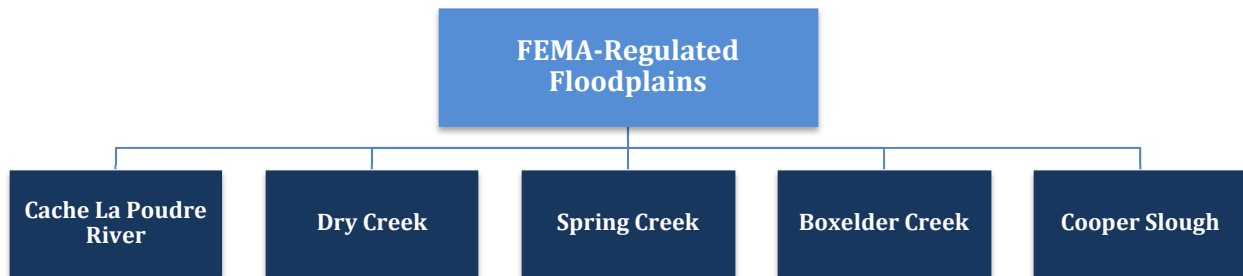 FEMA-Regulated
Floodplains
Cache La Poudre
River
Dry Creek
Spring Creek
Boxelder Creek
Cooper Slough